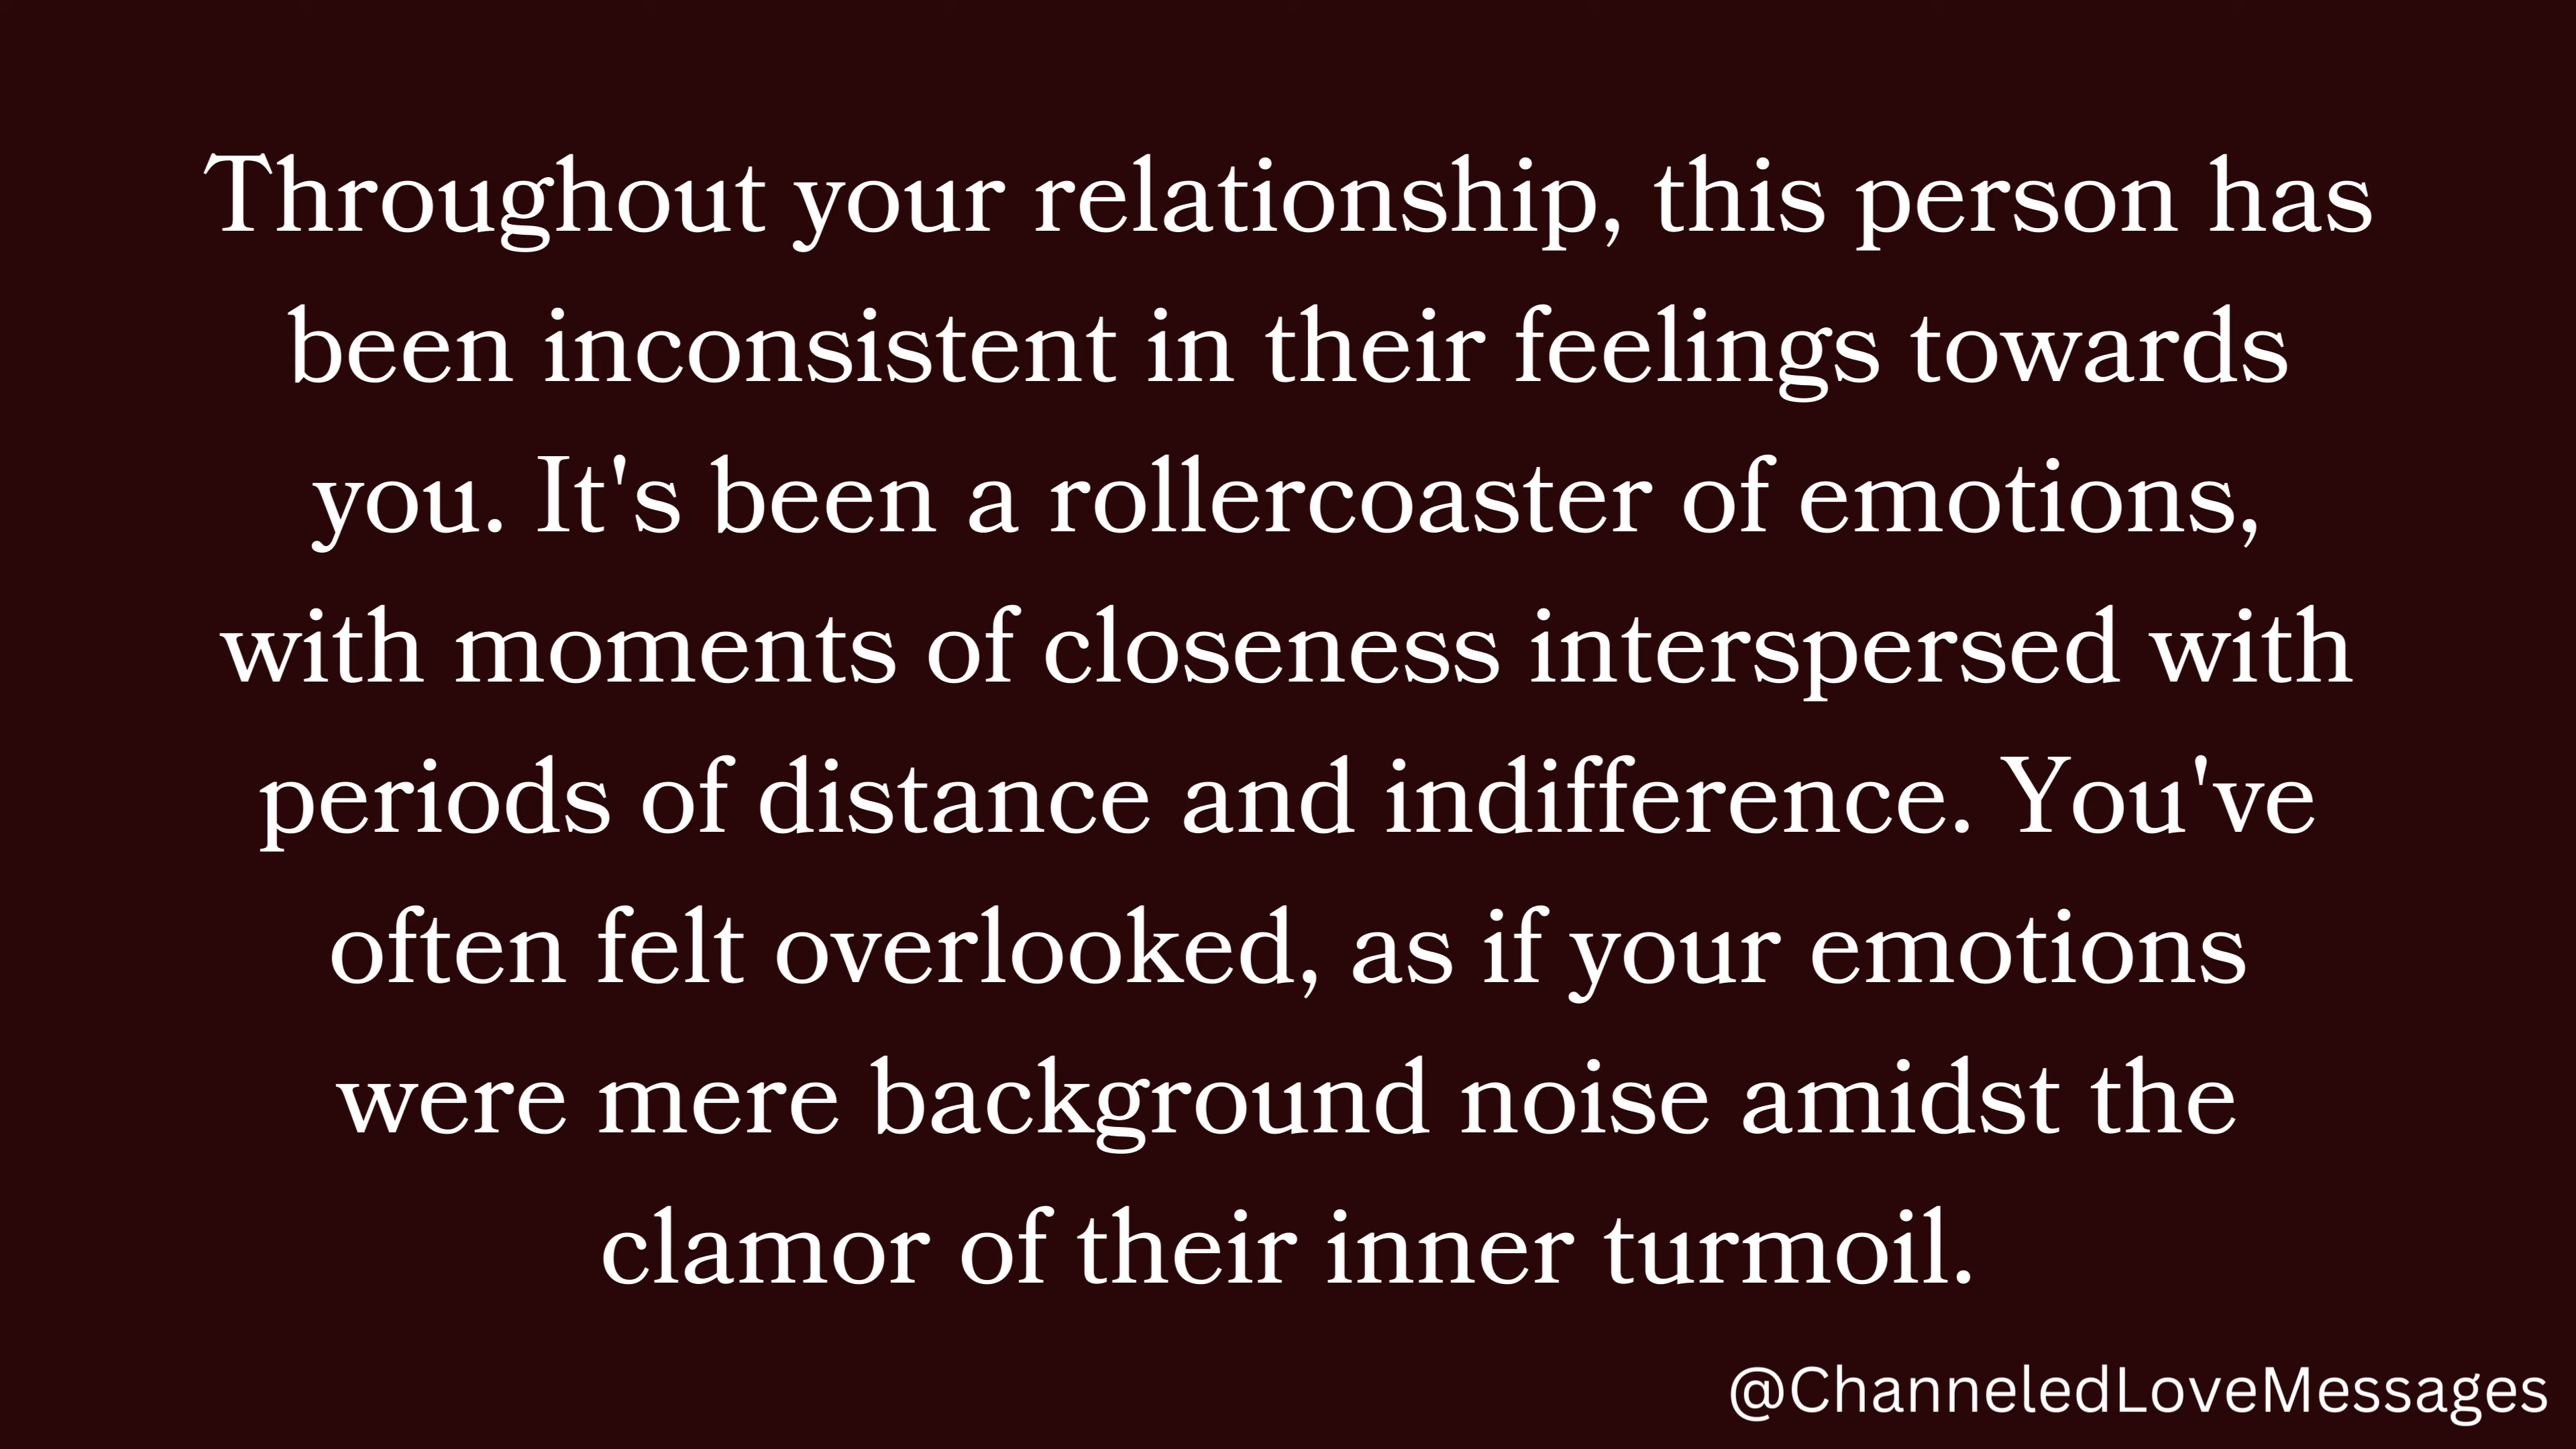 Throughout your relationship, this person has
been inconsistent in their feelings towards
you. It's been a rollercoaster of emotions,
with moments of closeness interspersed with
periods of distance and indifference. You've
often felt overlooked, as if your emotions
were mere background noise amidst the
clamor of their inner turmoil.
@ChanneledLoveMessages